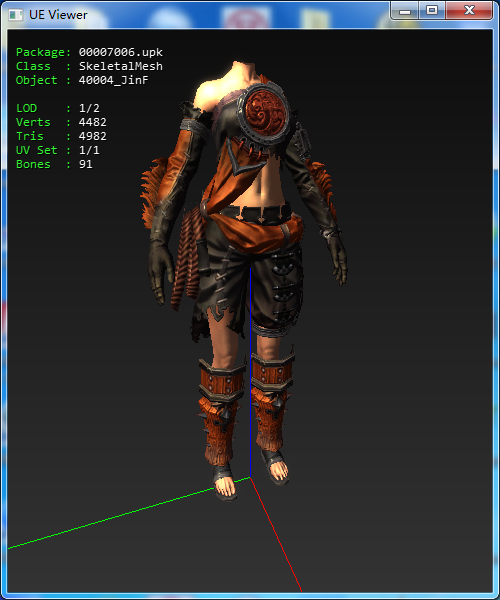 UE Viewer
Package: 00007006.upk
Class : SkeletalMesh
Object : 40004_JinF
LOD : 1/2
Verts : 4482
Tris : 4982
UV Set : 1/1
Bones : 91